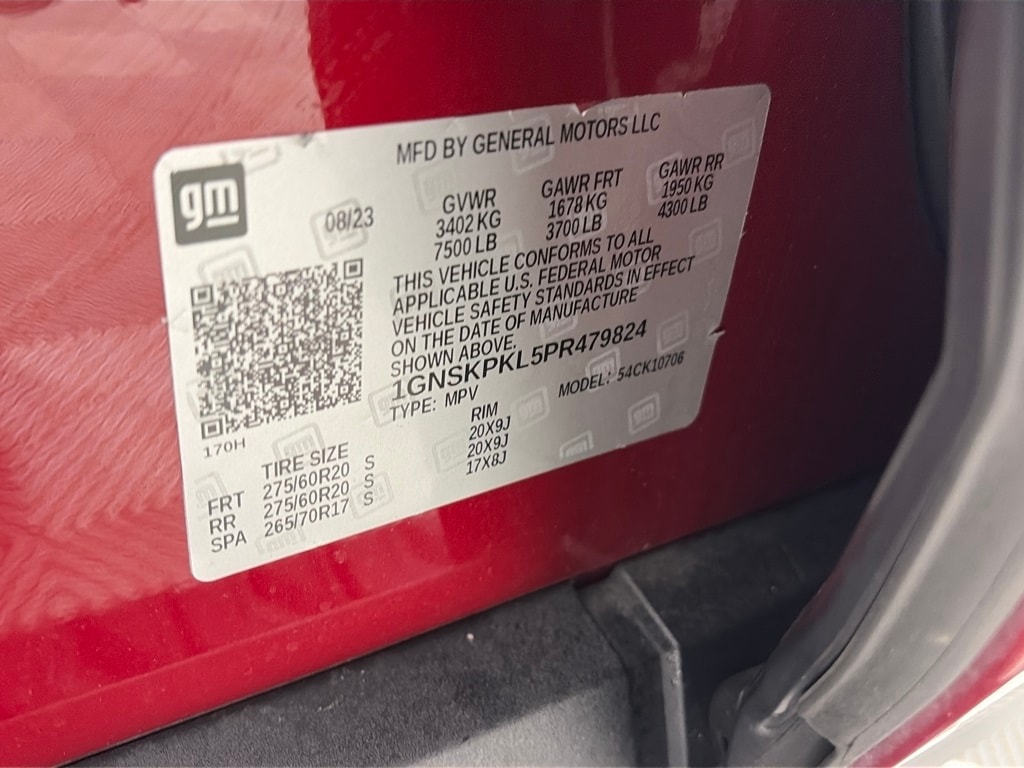 MFD BY GENERAL MOTORS LLC
gm
08/23
GVWR GAWR FRT GAWR RR
3402 KG 1678 KG 1950 KG
7500 LB 3700 LB 4300 LB
THIS VEHICLE CONFORMS TO ALL
APPLICABLE U.S. FEDERAL MOTOR
VEHICLE SAFETY STANDARDS IN EFFECT
ON THE DATE OF MANUFACTURE
SHOWN ABOVE.
1GNSKPKL5PR479824
TYPE: MPV MODEL: 54CK10706
170H
TIRE SIZE RIM
FRT 275/60R20 S 20X9J
RR 275/60R20 S 20X9J
SPA 265/70R17 S 17X8J